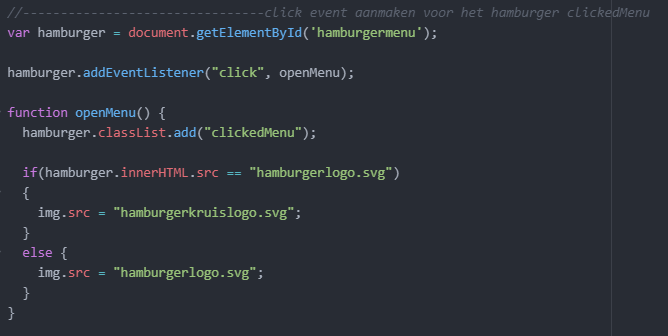 //--------------------------------click event aanmaken voor het hamburger clickedMenu
var hamburger = document.getElementById('hamburgermenu');
hamburger.addEventListener("click", openMenu);
function openMenu() {
hamburger.classList.add("clickedMenu");
if(hamburger.innerHTML.src == "hamburgerlogo.svg")
{
img.src = "hamburgerkruislogo.svg";
}
else {
img.src = "hamburgerlogo.svg";
}
}